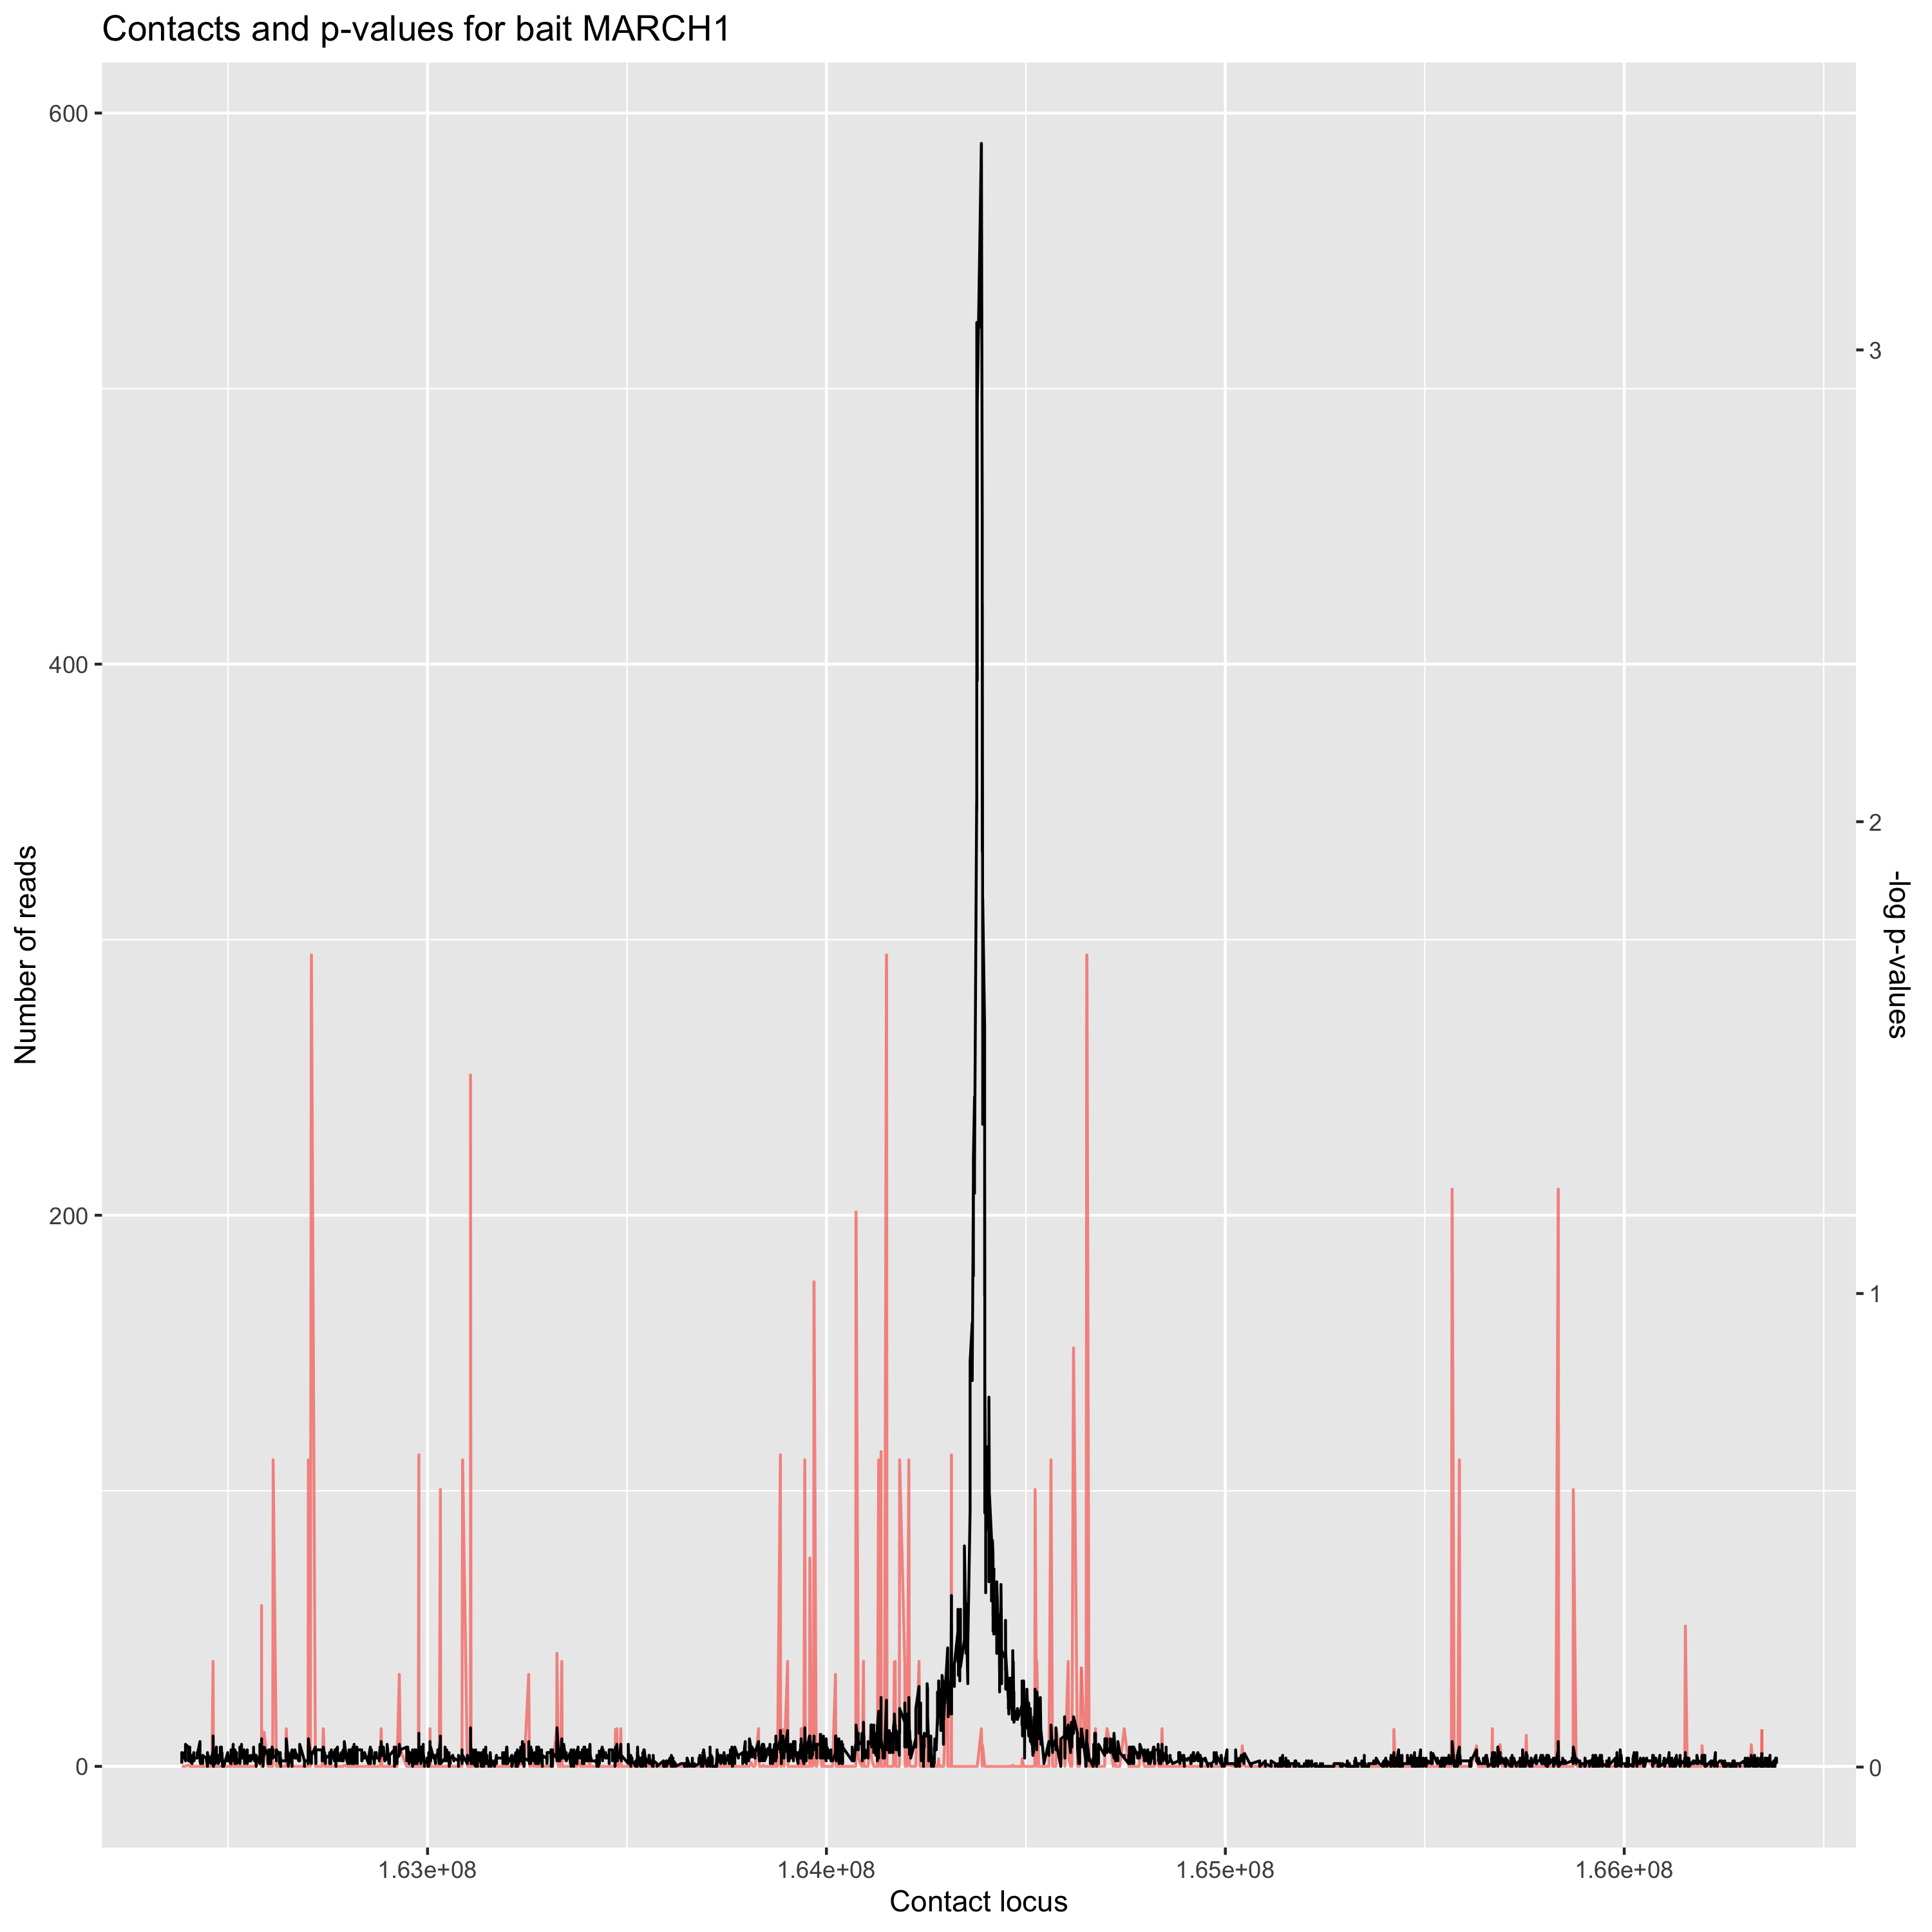 Contacts and p-values for bait MARCH1
600
400
200
0
Number of reads
3
2
1
0
-log p-values
1.63e+08 1.64e+08 1.65e+08 1.66e+08
Contact locus